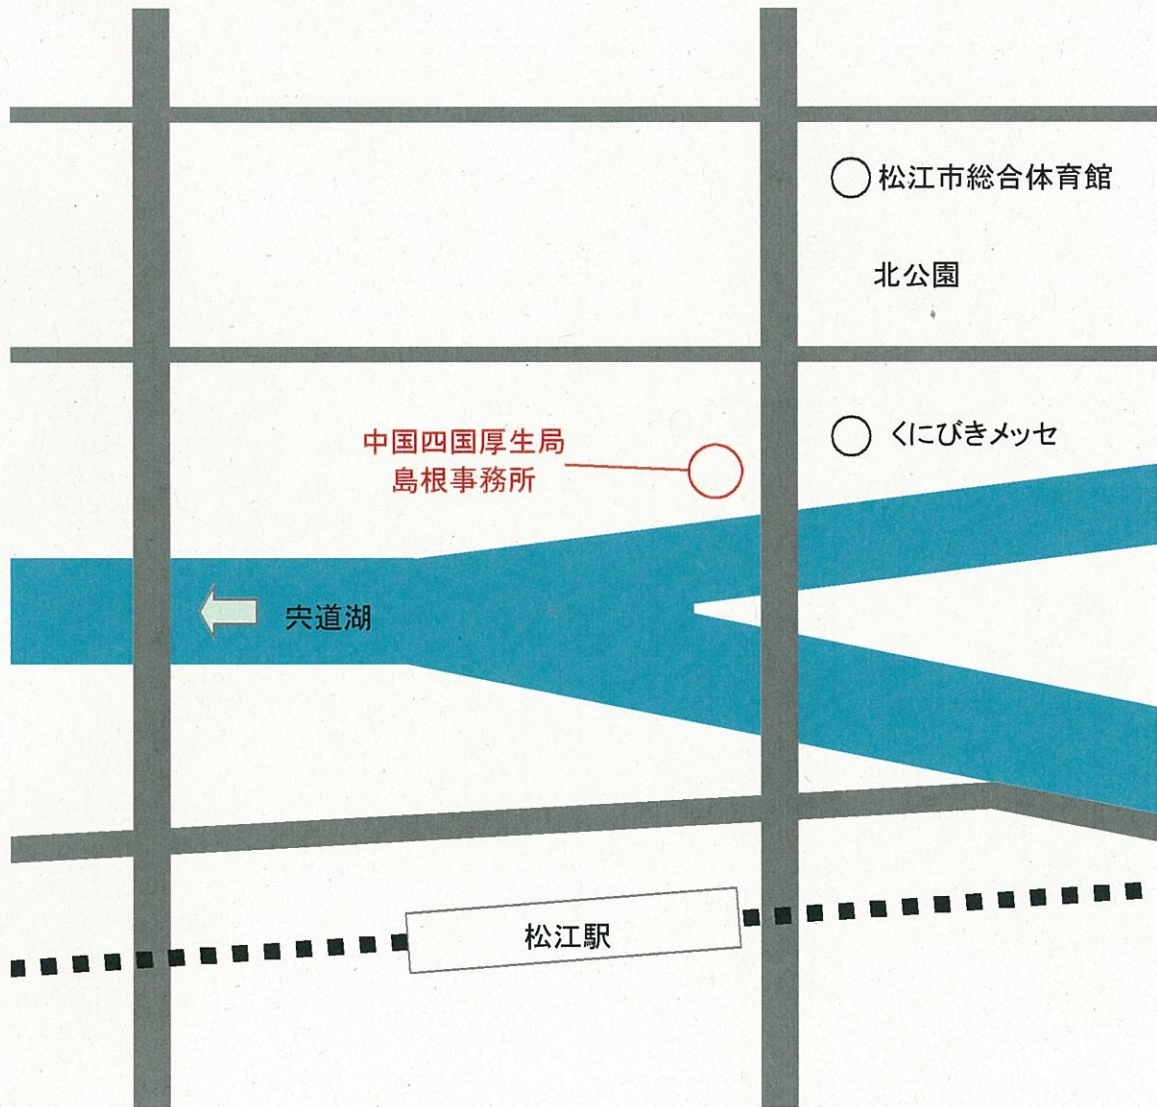 松江市総合体育館
北公園
くにびきメッセ
中国四国厚生局
島根事務所
宍道湖
松江駅